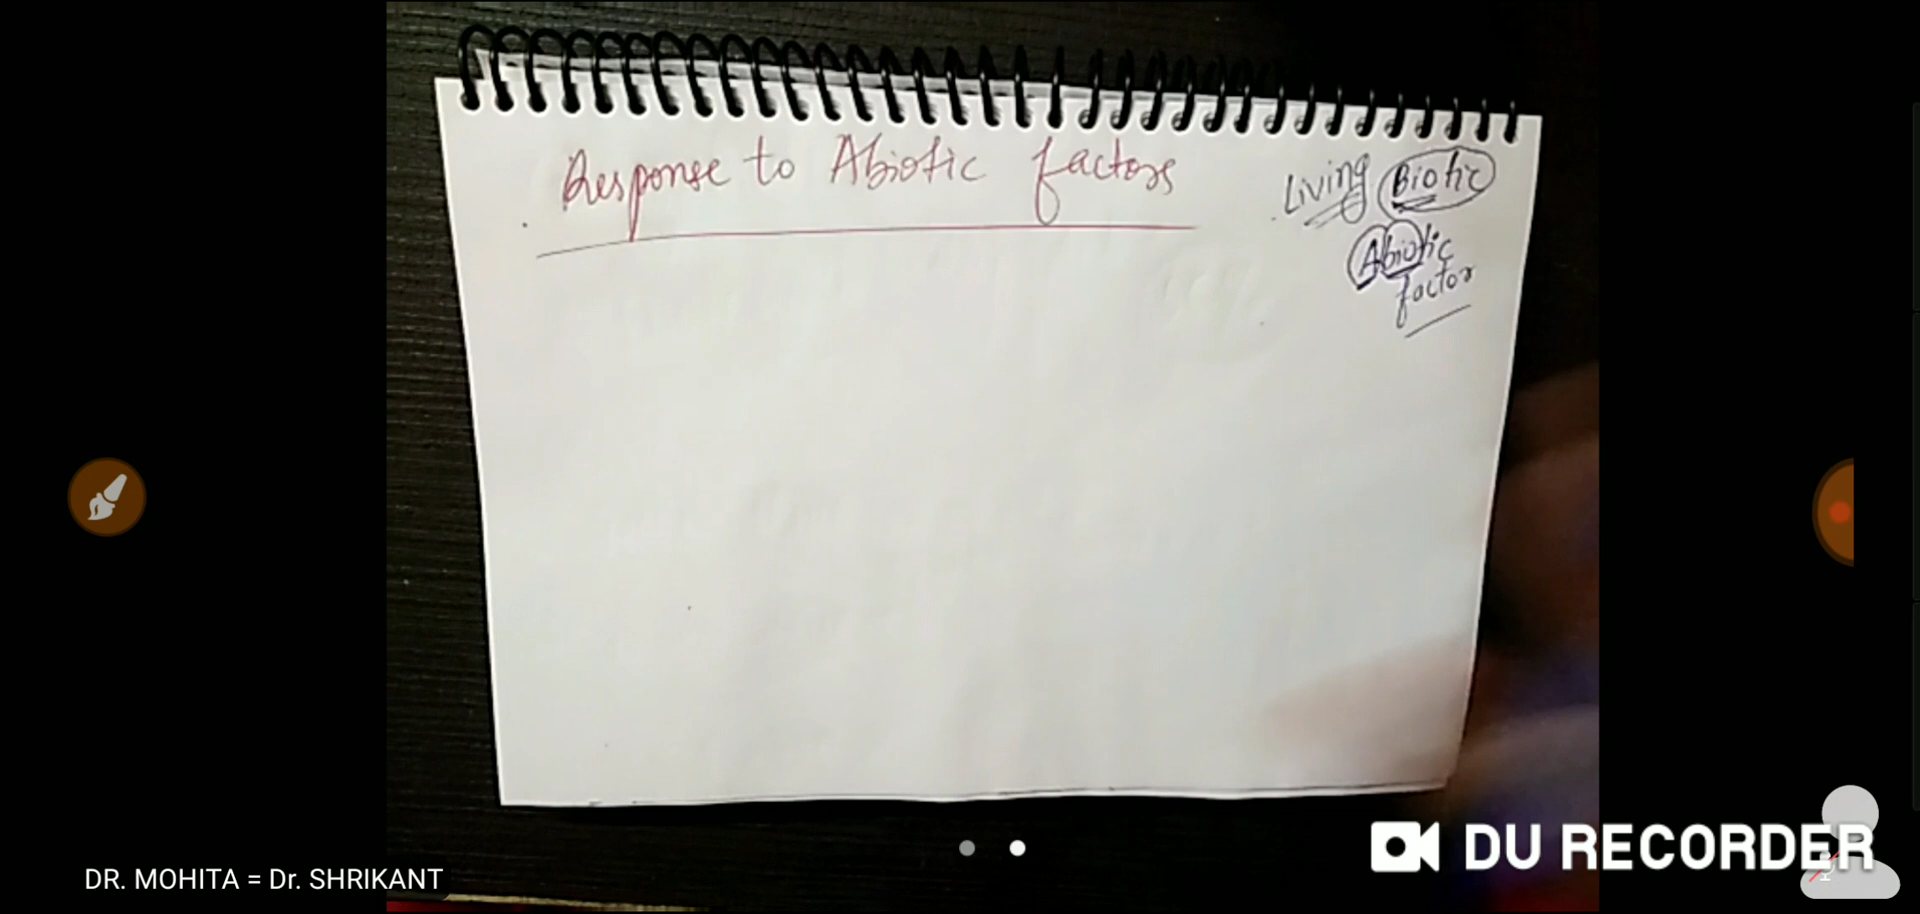 Response to Abiotic factors
Living Biotic
Abiotic
factor
DR. MOHITA = Dr. SHRIKANT
DU RECORDER